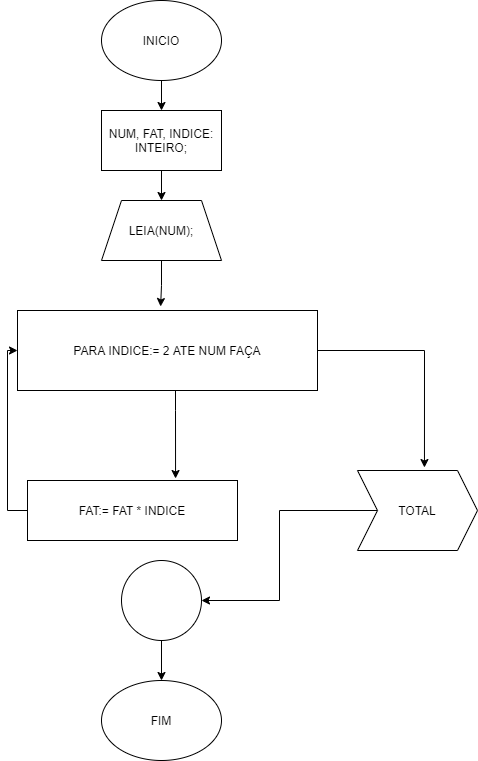 INICIO
NUM, FAT, INDICE:
INTEIRO;
LEIA(NUM);
PARA INDICE:= 2 ATE NUM FAÇA
FAT:= FAT * INDICE
TOTAL
FIM